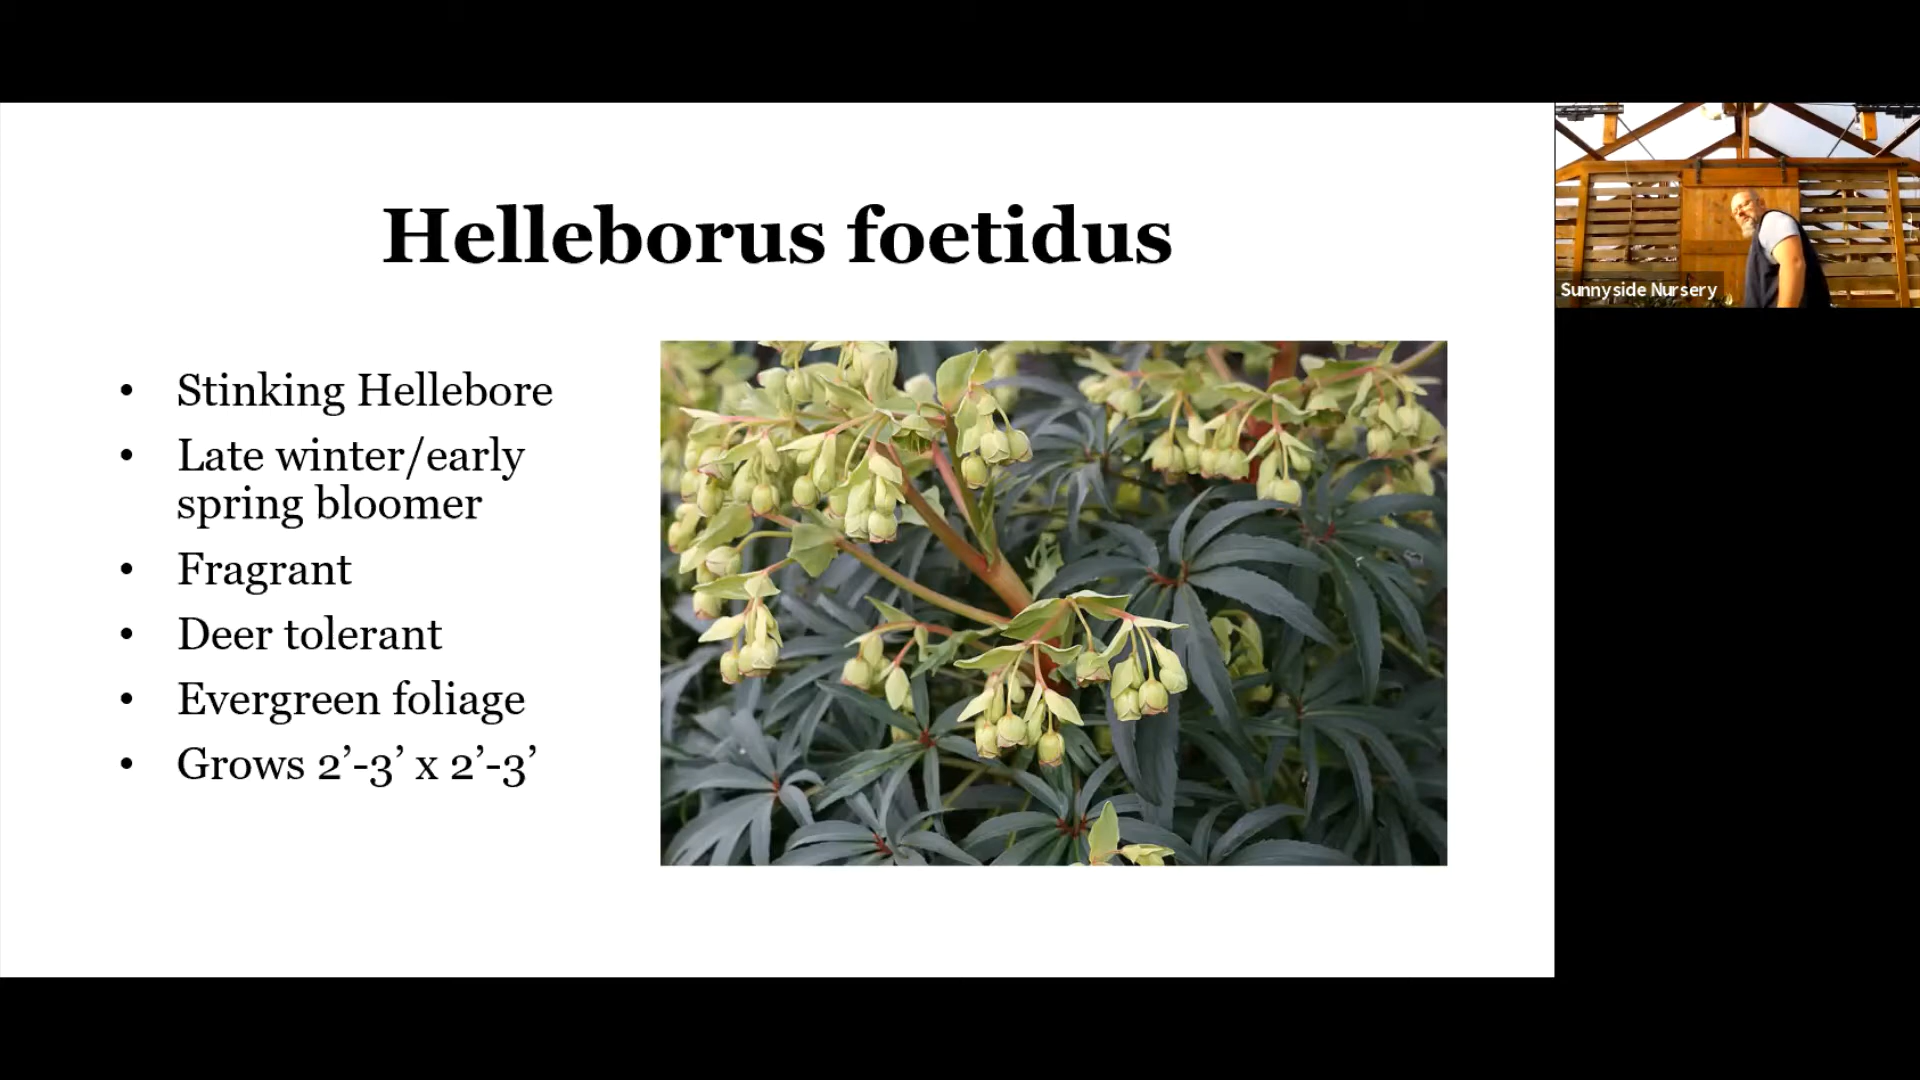 Helleborus foetidus
Sunnyside Nursery
• Stinking Hellebore
• Late winter/early
spring bloomer
• Fragrant
• Deer tolerant
• Evergreen foliage
• Grows 2’-3’ x 2’-3’